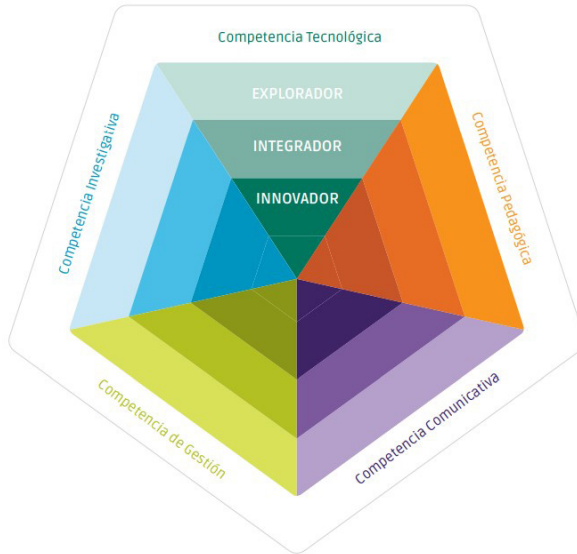 Competencia Tecnológica
EXPLORADOR
INTEGRADOR
INNOVADOR
Competencia Investigativa
Competencia Pedagógica
Competencia de Gestión
Competencia Comunicativa